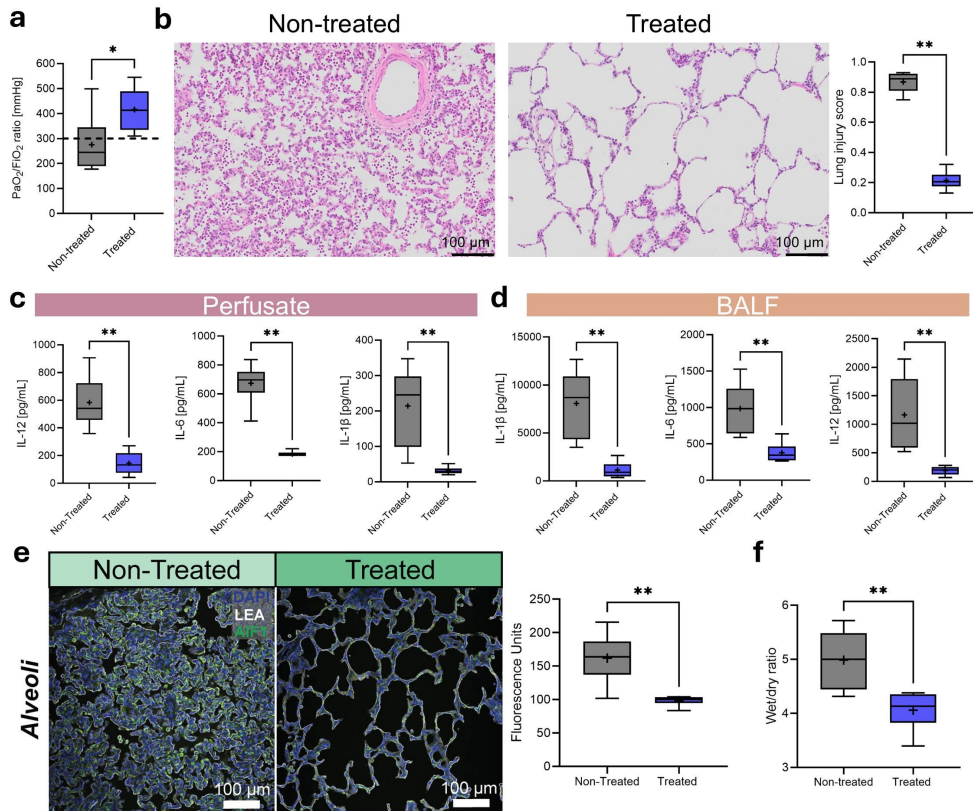 a
PaO₂/FiO₂ ratio [mmHg]
600
500
400
300
200
100
0
*
Non-treated
Treated
b
Non-treated
100 μm
Treated
100 μm
Lung injury score
1.0
0.8
0.6
0.4
0.2
0.0
**
Non-treated
Treated
c
Perfusate
IL-12 [pg/mL]
1000
800
600
400
200
0
**
Non-Treated
Treated
IL-6 [pg/mL]
1000
800
600
400
200
0
**
Non-Treated
Treated
IL-1β [pg/mL]
400
300
200
100
0
**
Non-Treated
Treated
d
BALF
IL-1β [pg/mL]
15000
10000
5000
0
**
Non-Treated
Treated
IL-6 [pg/mL]
2000
1500
1000
500
0
**
Non-Treated
Treated
IL-12 [pg/mL]
2500
2000
1500
1000
500
0
**
Non-Treated
Treated
e
Alveoli
Non-Treated
DAPI
LEA
AIF1
100 μm
Treated
100 μm
Fluorescence Units
250
200
150
100
50
0
**
Non-Treated
Treated
f
Wet/dry ratio
6
5
4
3
**
Non-treated
Treated